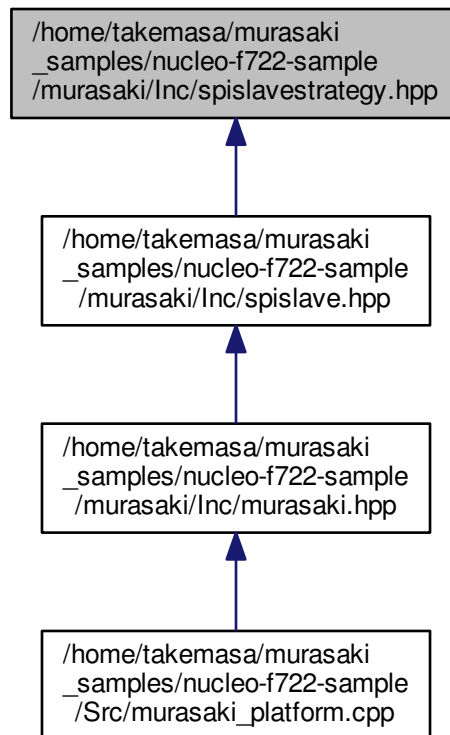 /home/takemasa/murasaki
_samples/nucleo-f722-sample
/murasaki/Inc/spislavestrategy.hpp
/home/takemasa/murasaki
_samples/nucleo-f722-sample
/murasaki/Inc/spislave.hpp
/home/takemasa/murasaki
_samples/nucleo-f722-sample
/murasaki/Inc/murasaki.hpp
/home/takemasa/murasaki
_samples/nucleo-f722-sample
/Src/murasaki_platform.cpp